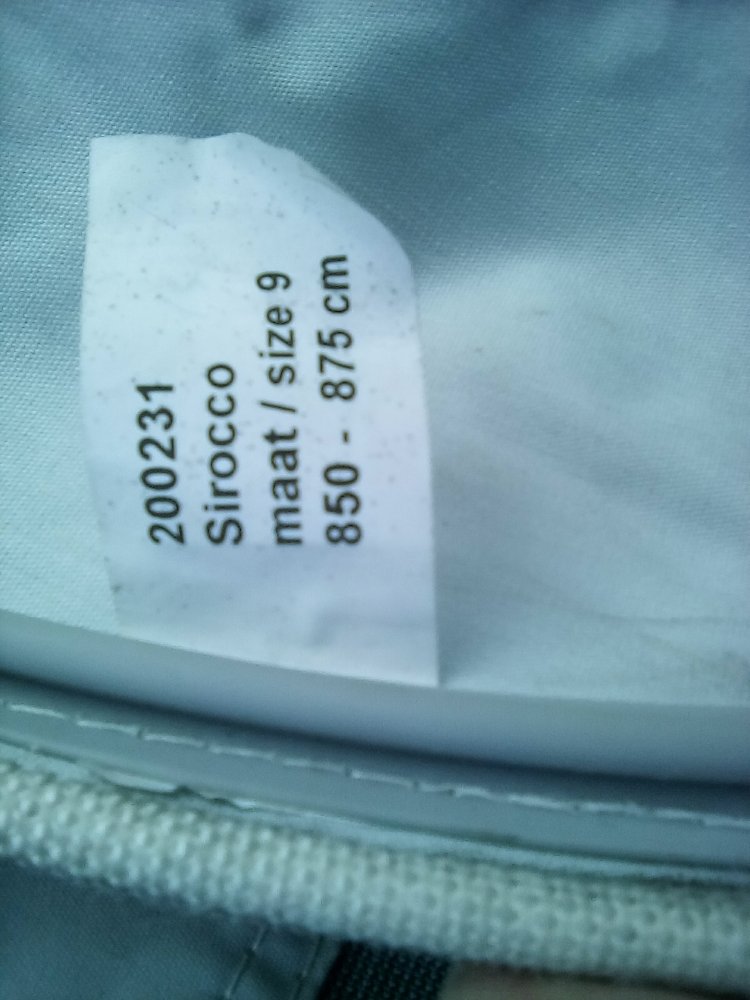 200231
Sirocco
maat / size 9
850 - 875 cm